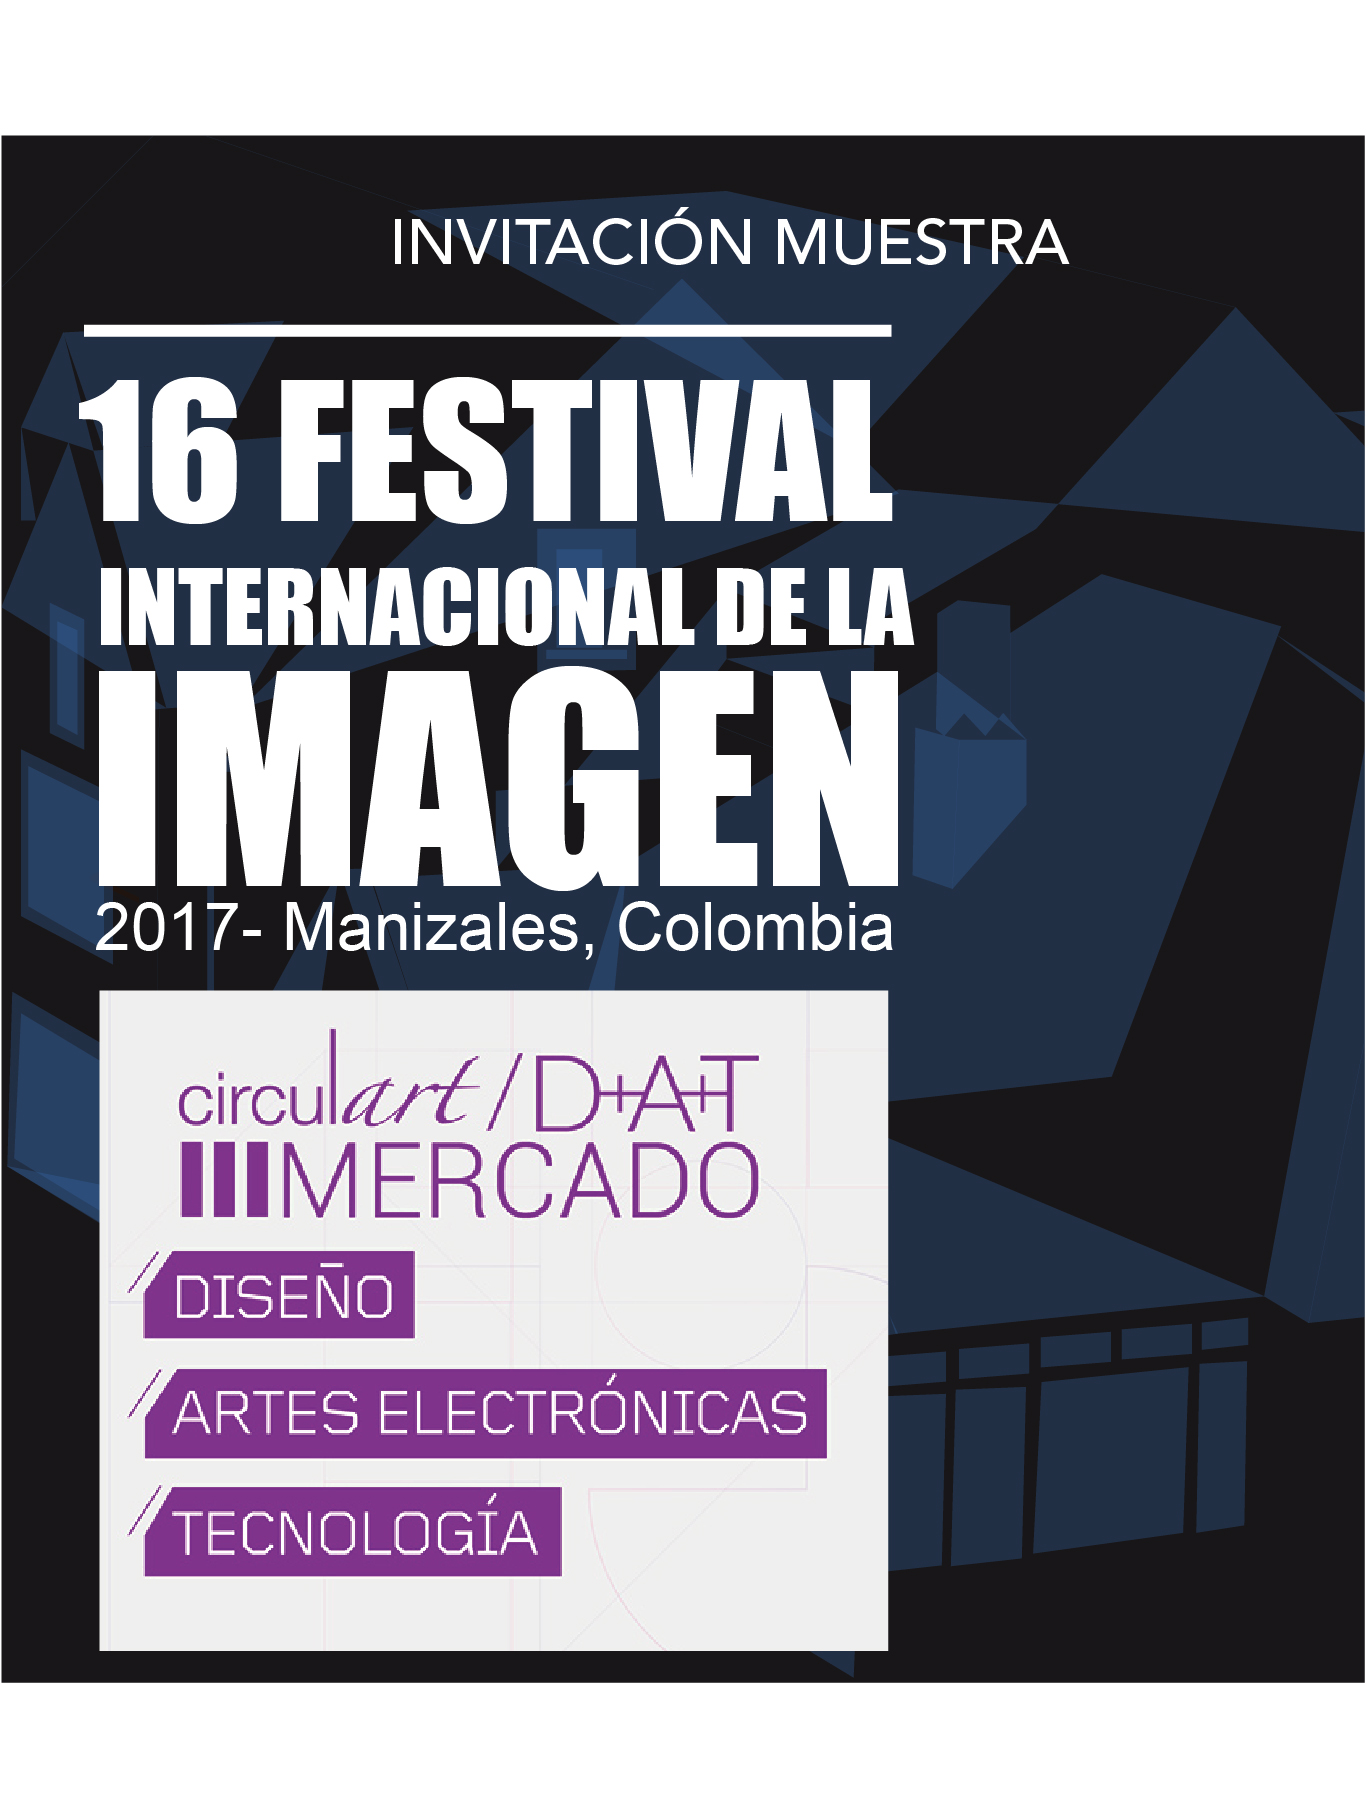 INVITACIÓN MUESTRA
16 FESTIVAL
INTERNACIONAL DE LA
IMAGEN
2017- Manizales, Colombia
circulart/D+A+T
III MERCADO
// DISEÑO
// ARTES ELECTRÓNICAS
// TECNOLOGÍA